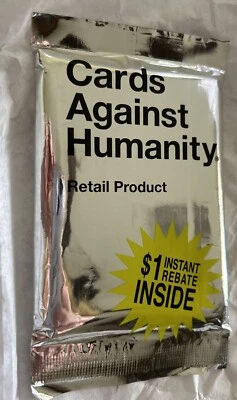 Cards
Against
Humanity.
Retail Product
$1 INSTANT
REBATE
INSIDE